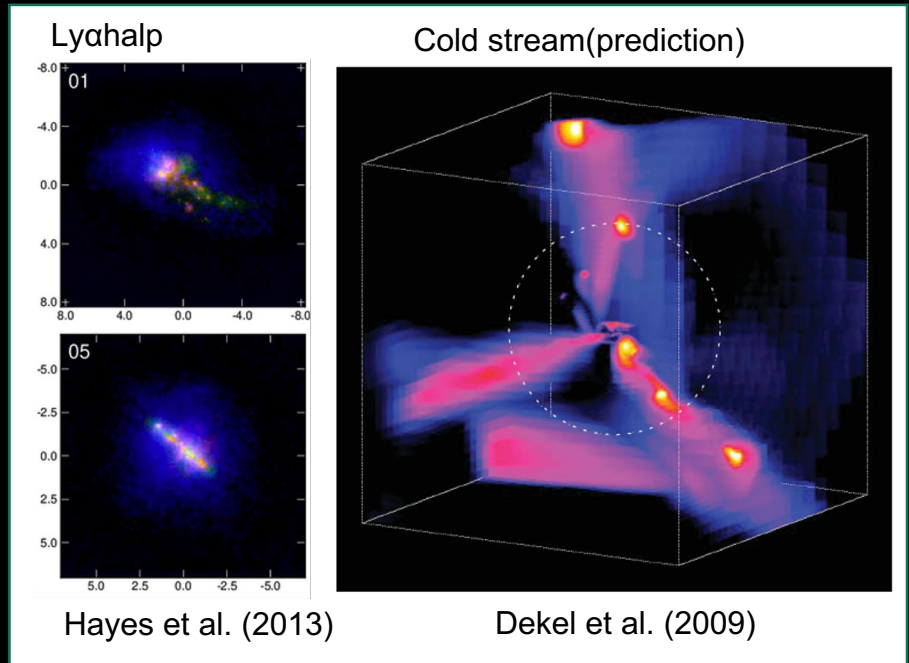 Lyαhalp
Cold stream(prediction)
-8.0
01
-4.0
0.0
4.0
8.0
8.0 4.0 0.0 -4.0 -8.0
05
-5.0
-2.5
0.0
2.5
5.0
5.0 2.5 0.0 -2.5 -5.0
Hayes et al. (2013)
Dekel et al. (2009)